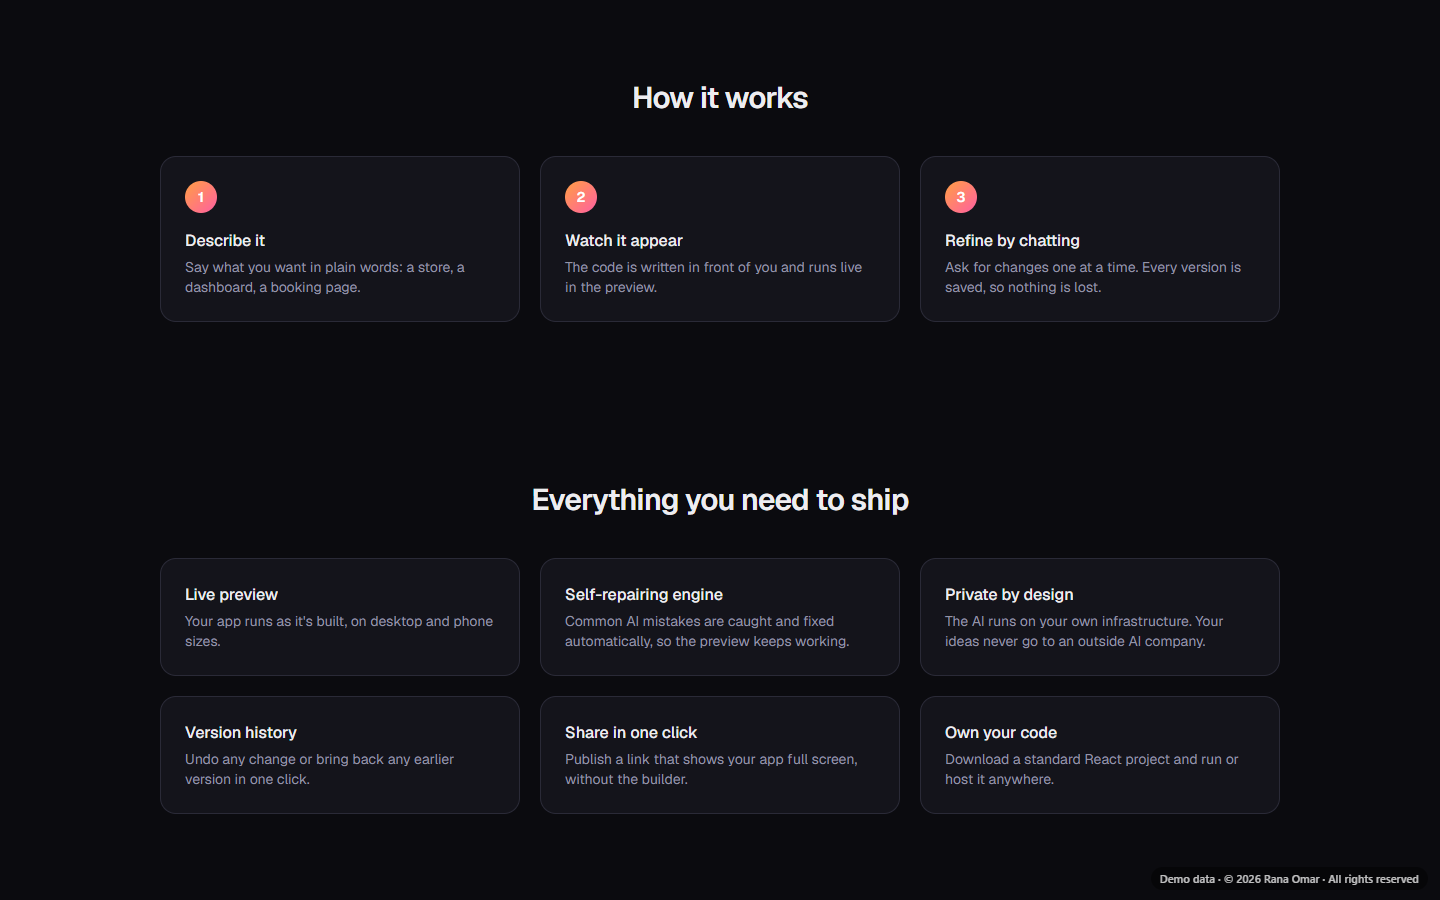 How it works
1
Describe it
Say what you want in plain words: a store, a
dashboard, a booking page.
2
Watch it appear
The code is written in front of you and runs live
in the preview.
3
Refine by chatting
Ask for changes one at a time. Every version is
saved, so nothing is lost.
Everything you need to ship
Live preview
Your app runs as it's built, on desktop and phone
sizes.
Self-repairing engine
Common AI mistakes are caught and fixed
automatically, so the preview keeps working.
Private by design
The AI runs on your own infrastructure. Your
ideas never go to an outside AI company.
Version history
Undo any change or bring back any earlier
version in one click.
Share in one click
Publish a link that shows your app full screen,
without the builder.
Own your code
Download a standard React project and run or
host it anywhere.
Demo data · © 2026 Rana Omar · All rights reserved